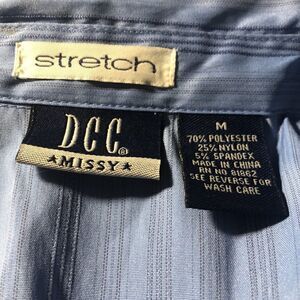 stretch
DCC®
★MISSY★
M
70% POLYESTER
25% NYLON
5% SPANDEX
MADE IN CHINA
RN NO 81862
SEE REVERSE FOR
WASH CARE